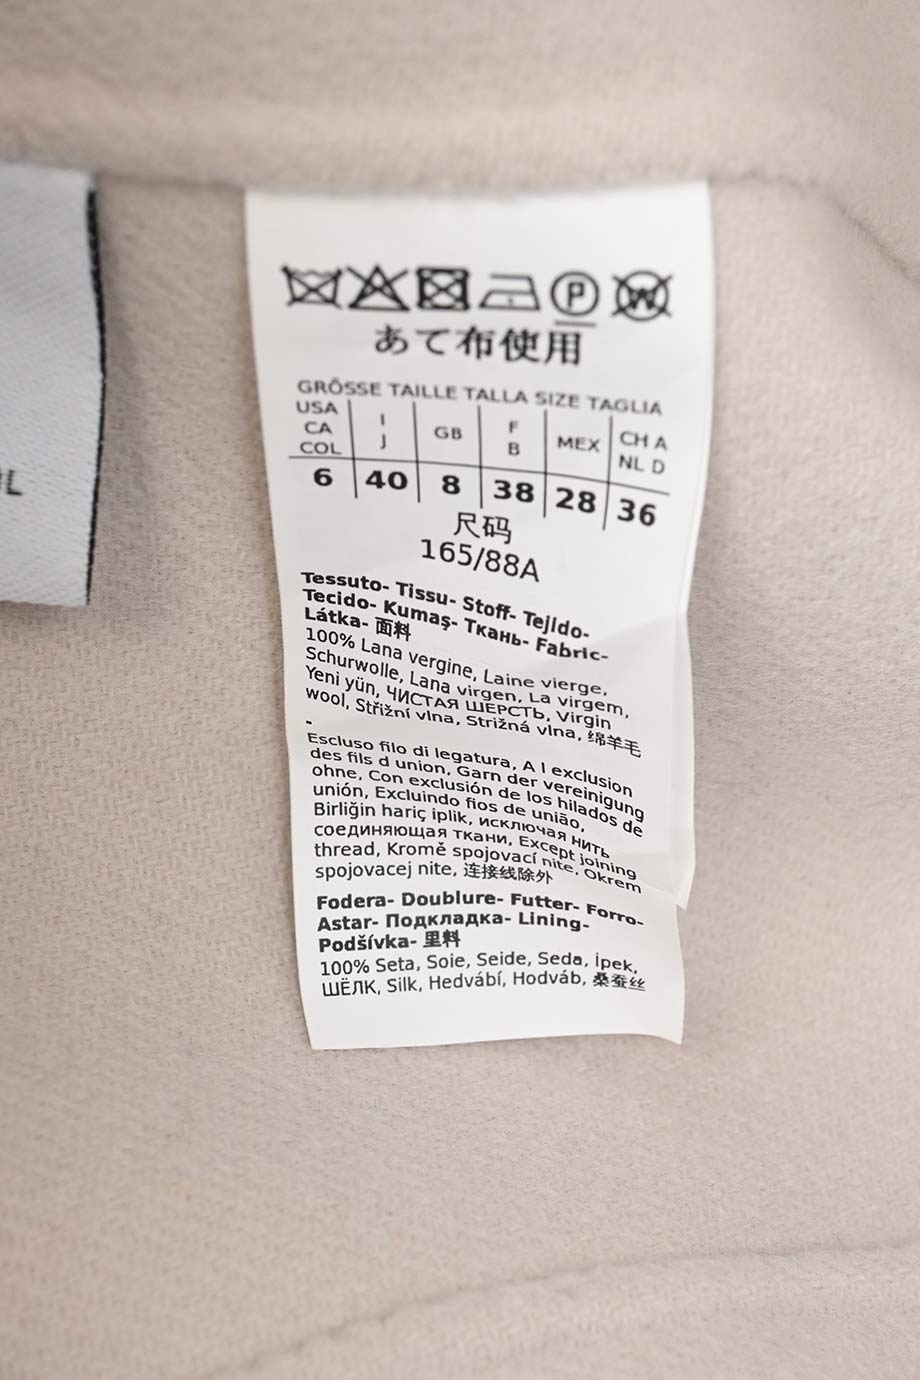 P W
あて布使用
GRÖSSE TAILLE TALLA SIZE TAGLIA
USA CA COL | I J | GB | F B | MEX | CH A NL D
6 | 40 | 8 | 38 | 28 | 36
尺码
165/88A
Tessuto- Tissu- Stoff- Tejido-
Tecido- Kumaş- Ткань- Fabric-
Látka- 面料
100% Lana vergine, Laine vierge,
Schurwolle, Lana virgen, La virgem,
Yeni yün, ЧИСТАЯ ШЕРСТЬ, Virgin
wool, Střižní vlna, Strižná vlna, 绵羊毛
-
Escluso filo di legatura, A l exclusion
des fils d union, Garn der vereinigung
ohne, Con exclusión de los hilados de
unión, Excluindo fios de união,
Birliğin hariç iplik, исключая нить
соединяющая ткани, Except joining
thread, Kromě spojovací nite, Okrem
spojovacej nite, 连接线除外
Fodera- Doublure- Futter- Forro-
Astar- Подкладка- Lining-
Podšívka- 里料
100% Seta, Soie, Seide, Seda, İpek,
ШЁЛК, Silk, Hedvábí, Hodváb, 桑蚕丝